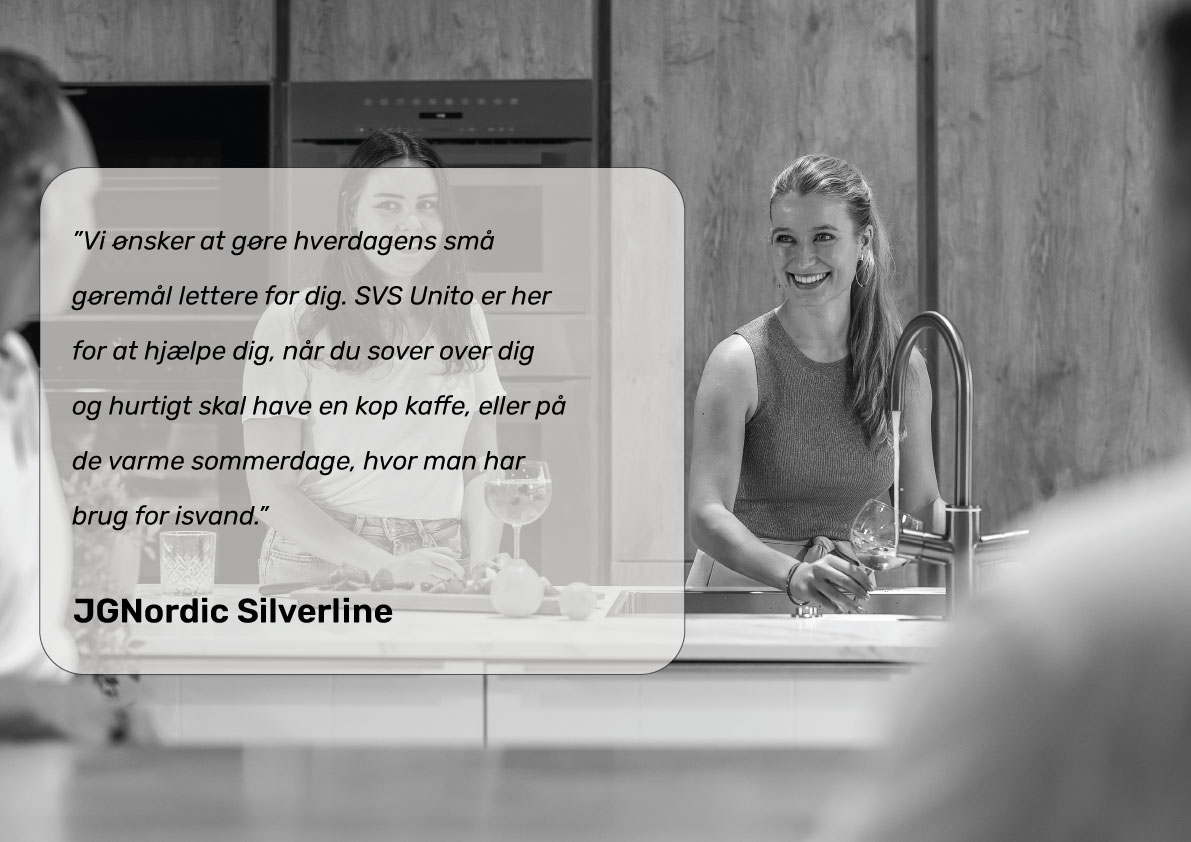 ”Vi ønsker at gøre hverdagens små
gøremål lettere for dig. SVS Unito er her
for at hjælpe dig, når du sover over dig
og hurtigt skal have en kop kaffe, eller på
de varme sommerdage, hvor man har
brug for isvand.”
JGNordic Silverline